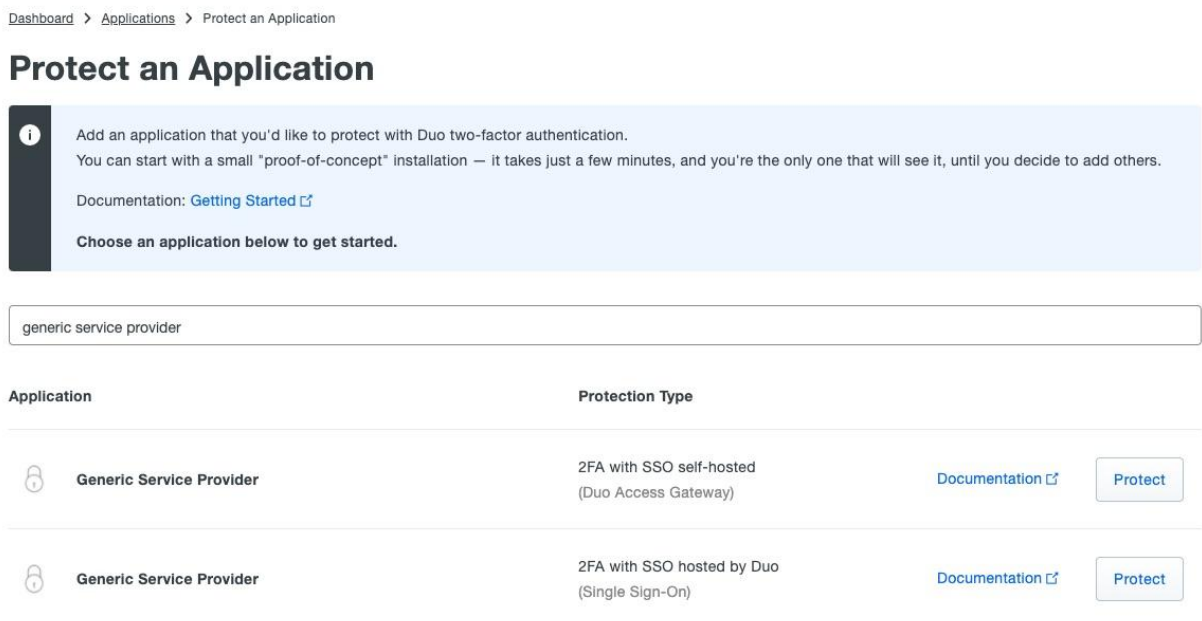 Dashboard > Applications > Protect an Application
Protect an Application
Add an application that you'd like to protect with Duo two-factor authentication.
You can start with a small "proof-of-concept" installation — it takes just a few minutes, and you're the only one that will see it, until you decide to add others.
Documentation: Getting Started
Choose an application below to get started.
generic service provider
Application Protection Type
Generic Service Provider 2FA with SSO self-hosted Documentation Protect
(Duo Access Gateway)
Generic Service Provider 2FA with SSO hosted by Duo Documentation Protect
(Single Sign-On)